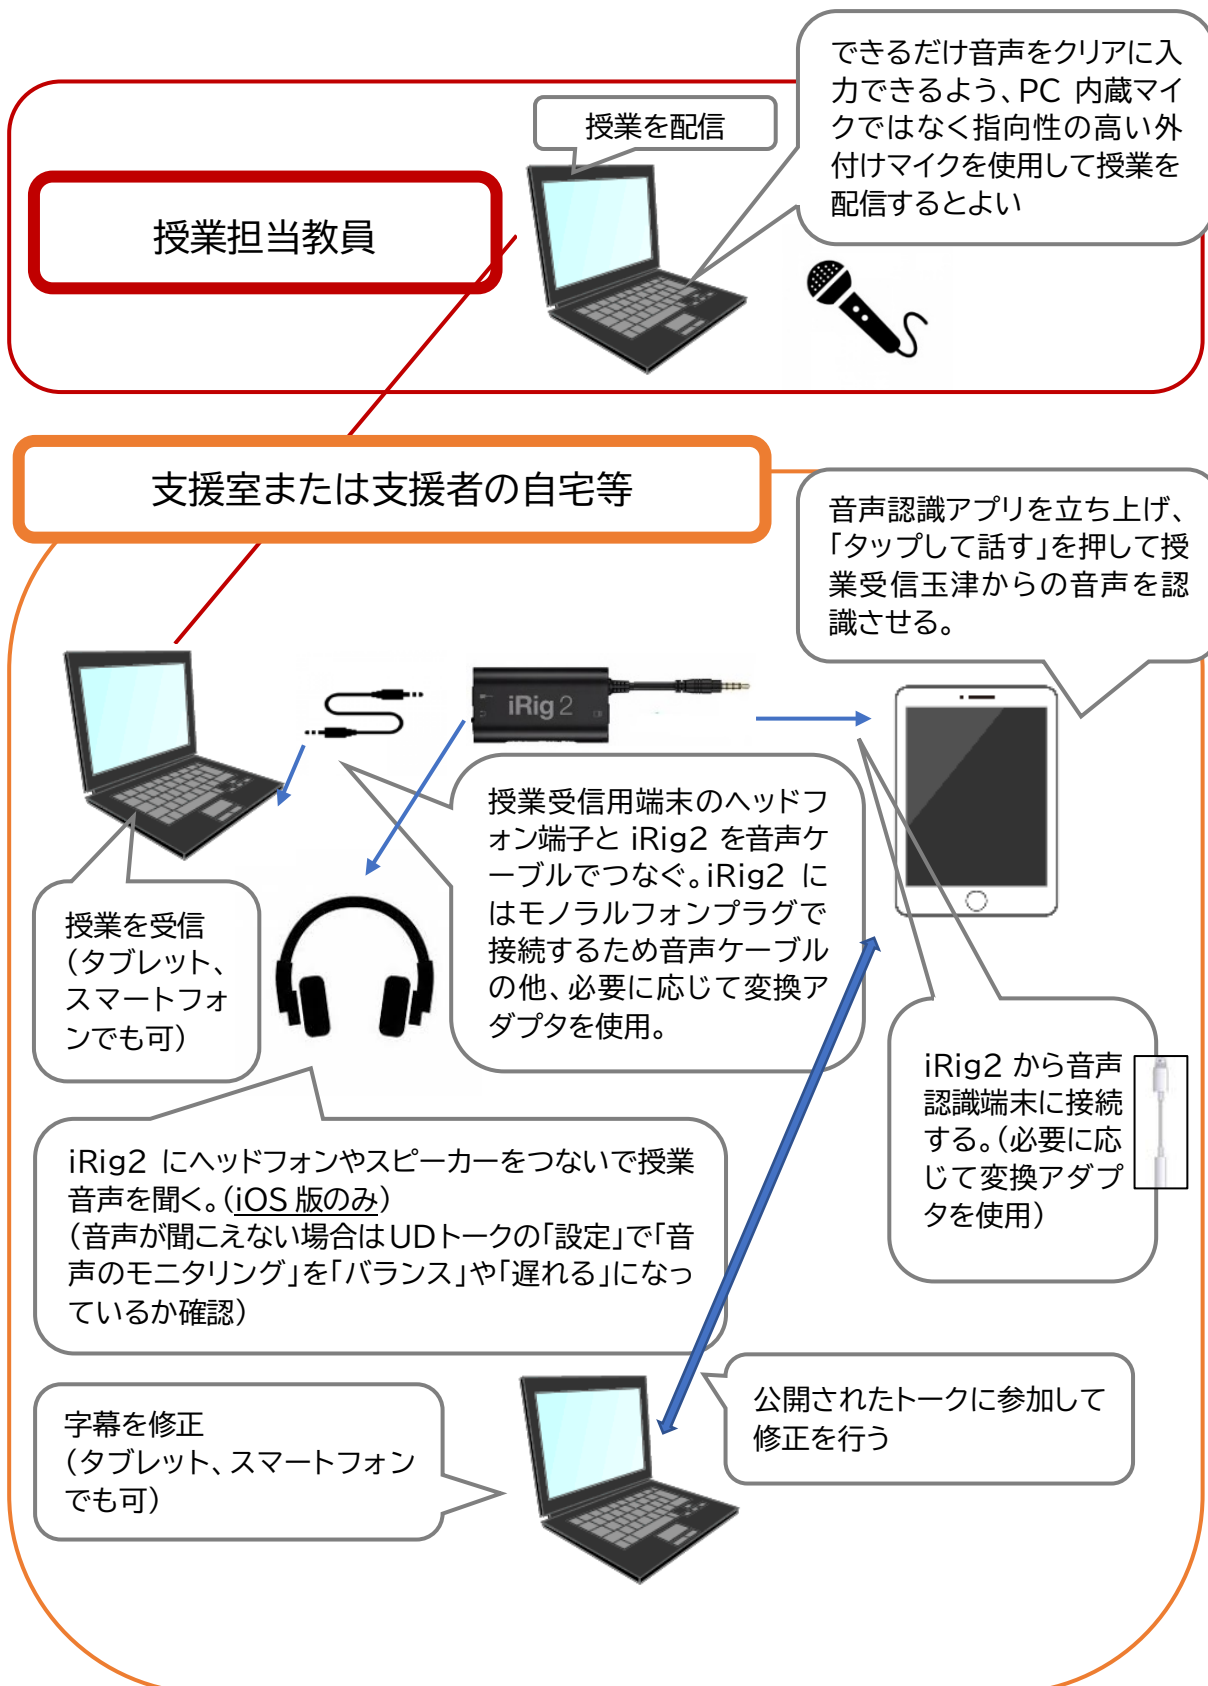 できるだけ音声をクリアに入
力できるよう、PC 内蔵マイ
クではなく指向性の高い外
付けマイクを使用して授業を
配信するとよい
授業を配信
授業担当教員
支援室または支援者の自宅等
音声認識アプリを立ち上げ、
「タップして話す」を押して授
業受信玉津からの音声を認
識させる。
iRig 2
授業受信用端末のヘッドフ
ォン端子と iRig2 を音声ケ
ーブルでつなぐ。iRig2 に
はモノラルフォンプラグで
接続するため音声ケーブル
の他、必要に応じて変換ア
ダプタを使用。
授業を受信
（タブレット、
スマートフォ
ンでも可）
iRig2 から音声
認識端末に接続
する。（必要に応
じて変換アダプ
タを使用）
iRig2 にヘッドフォンやスピーカーをつないで授業
音声を聞く。（iOS 版のみ）
（音声が聞こえない場合はUDトークの「設定」で「音
声のモニタリング」を「バランス」や「遅れる」になっ
ているか確認）
公開されたトークに参加して
修正を行う
字幕を修正
（タブレット、スマートフォン
でも可）